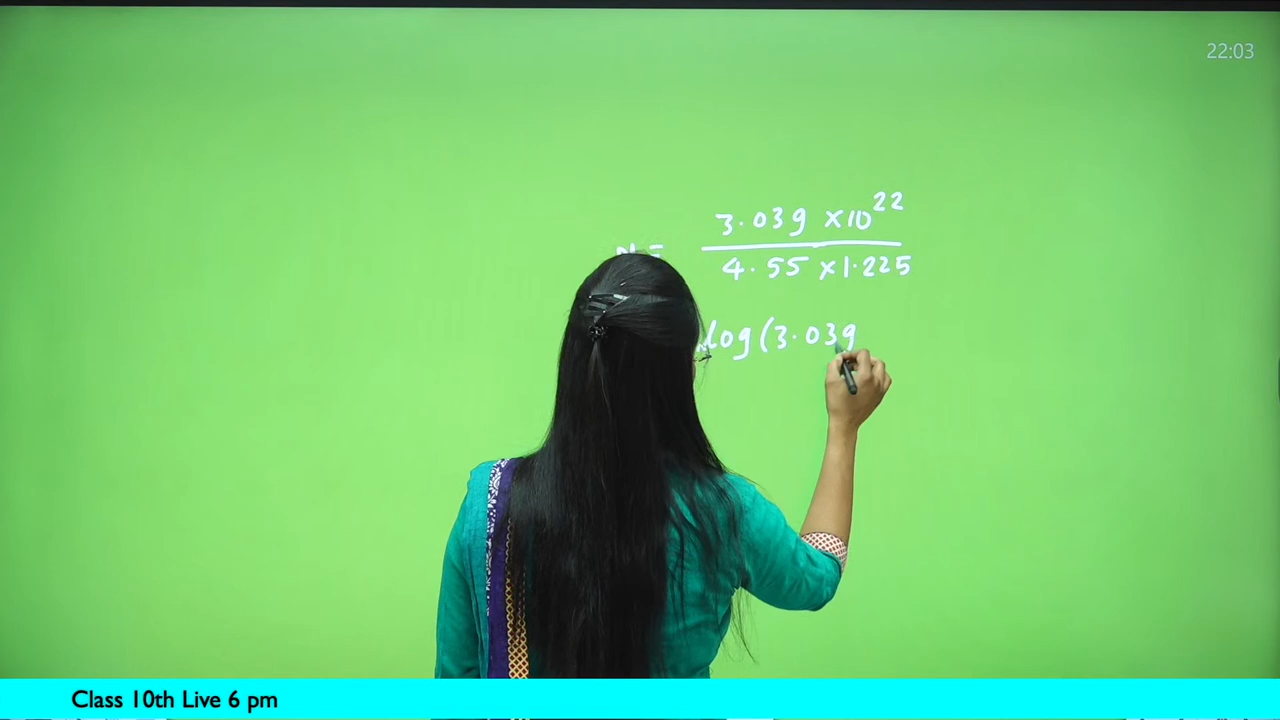 22:03
3.039 ×10²²
4.55 ×1.225
log (3.039
Class 10th Live 6 pm